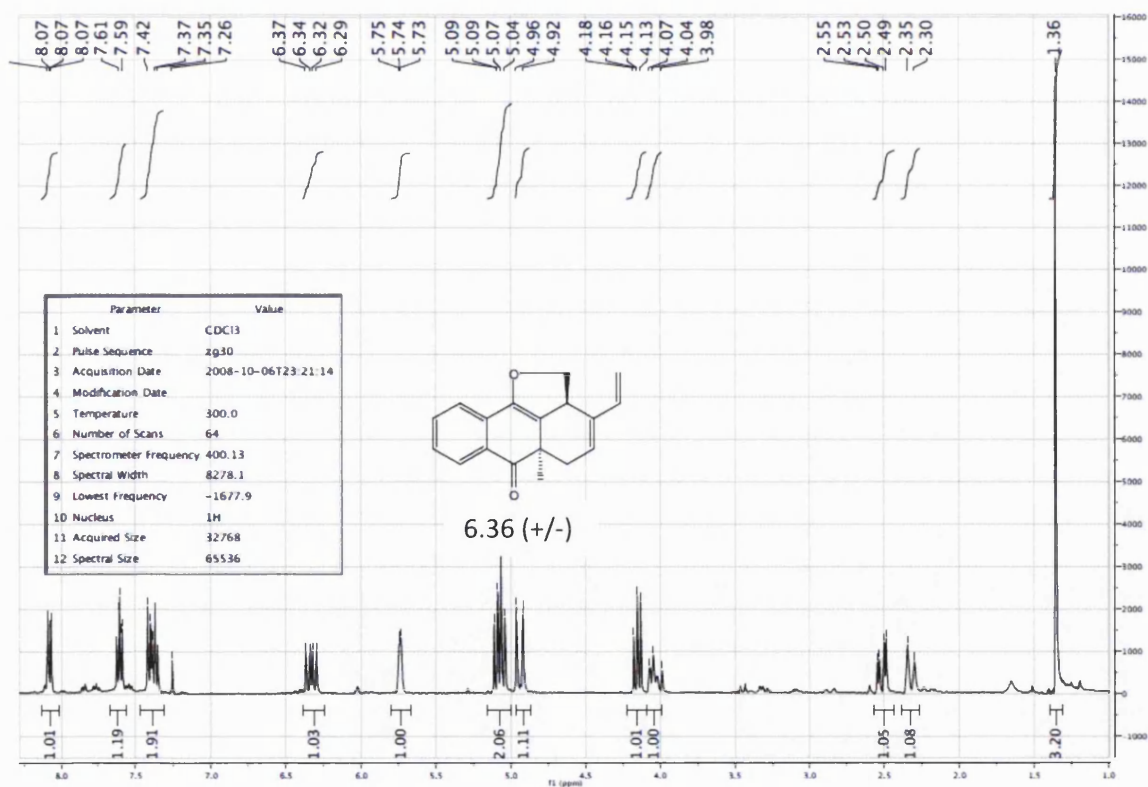 8.07 8.07 8.07 7.61 7.59 7.42 7.37 7.35 7.26 6.37 6.34 6.32 6.29 5.75 5.74 5.73 5.09 5.09 5.07 5.04 4.96 4.92 4.18 4.16 4.15 4.13 4.07 4.04 3.98 2.55 2.53 2.50 2.49 2.35 2.30 1.36
16000
15000
14000
13000
12000
11000
10000
9000
8000
7000
6000
5000
4000
3000
2000
1000
0
-1000
Parameter Value
1 Solvent CDCl3
2 Pulse Sequence zg30
3 Acquisition Date 2008-10-06T23:21:14
4 Modification Date
5 Temperature 300.0
6 Number of Scans 64
7 Spectrometer Frequency 400.13
8 Spectral Width 8278.1
9 Lowest Frequency -1677.9
10 Nucleus 1H
11 Acquired Size 32768
12 Spectral Size 65536
O
O
6.36 (+/-)
1.01 1.19 1.91 1.03 1.00 2.06 1.11 1.01 1.00 1.05 1.08 3.20
8.0 7.5 7.0 6.5 6.0 5.5 5.0 4.5 4.0 3.5 3.0 2.5 2.0 1.5 1.0
f1 (ppm)